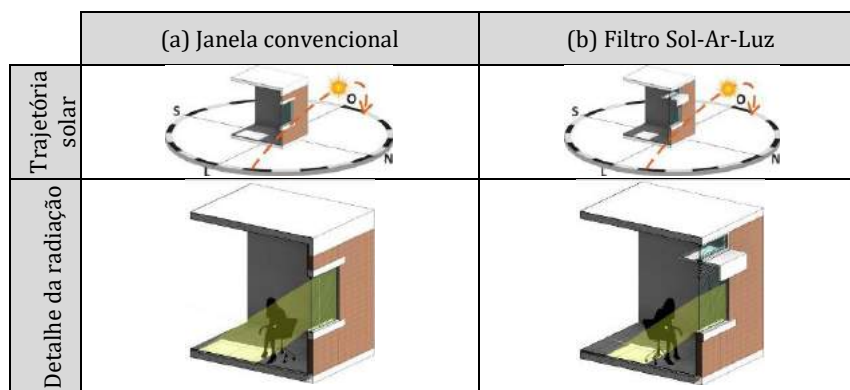 (a) Janela convencional
(b) Filtro Sol-Ar-Luz
Trajetória
solar
S
O
L
N
S
O
L
N
Detalhe da radiação